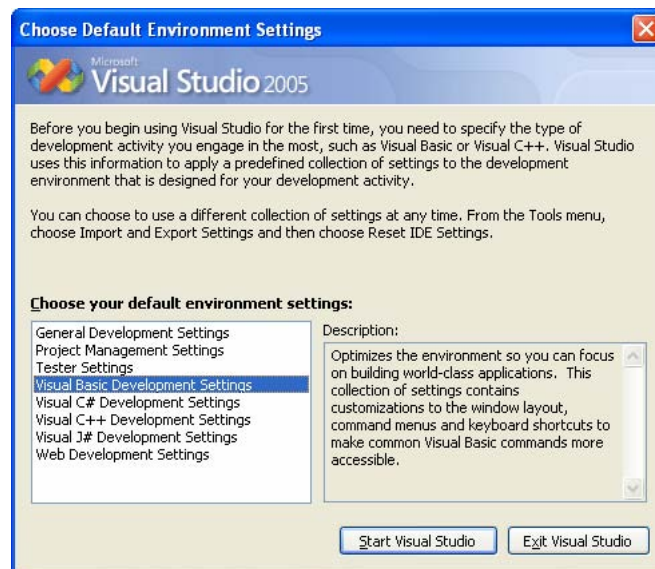 Choose Default Environment Settings
Microsoft
Visual Studio 2005
Before you begin using Visual Studio for the first time, you need to specify the type of
development activity you engage in the most, such as Visual Basic or Visual C++. Visual Studio
uses this information to apply a predefined collection of settings to the development
environment that is designed for your development activity.
You can choose to use a different collection of settings at any time. From the Tools menu,
choose Import and Export Settings and then choose Reset IDE Settings.
Choose your default environment settings:
General Development Settings
Project Management Settings
Tester Settings
Visual Basic Development Settings
Visual C# Development Settings
Visual C++ Development Settings
Visual J# Development Settings
Web Development Settings
Description:
Optimizes the environment so you can focus
on building world-class applications. This
collection of settings contains
customizations to the window layout,
command menus and keyboard shortcuts to
make common Visual Basic commands more
accessible.
Start Visual Studio
Exit Visual Studio